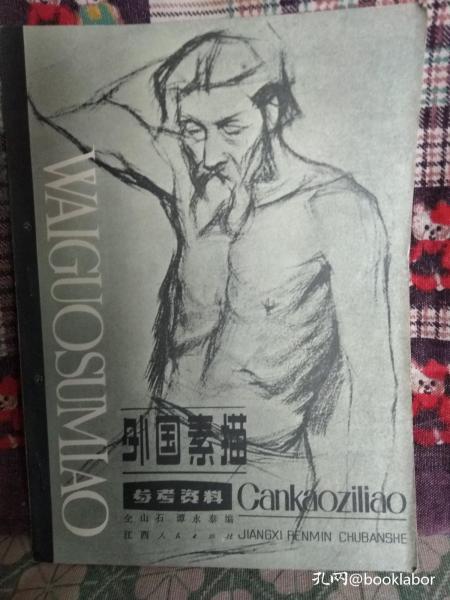 WAIGUOSUMIAO
外国素描
参考资料 Cankaoziliao
全山石 谭永泰编
江西人民出版社 JIANGXI RENMIN CHUBANSHE
孔网@booklabor